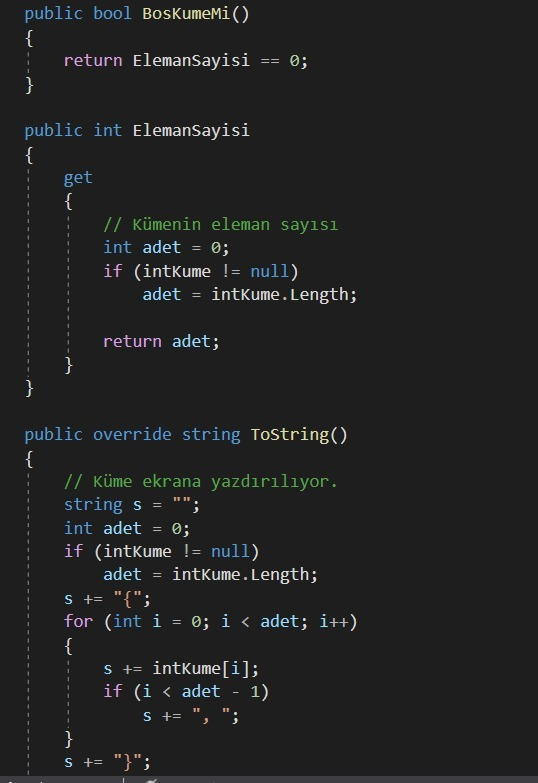 public bool BosKumeMi()
{
return ElemanSayisi == 0;
}
public int ElemanSayisi
{
get
{
// Kümenin eleman sayısı
int adet = 0;
if (intKume != null)
adet = intKume.Length;
return adet;
}
}
public override string ToString()
{
// Küme ekrana yazdırılıyor.
string s = "";
int adet = 0;
if (intKume != null)
adet = intKume.Length;
s += "{";
for (int i = 0; i < adet; i++)
{
s += intKume[i];
if (i < adet - 1)
s += ", ";
}
s += "}";